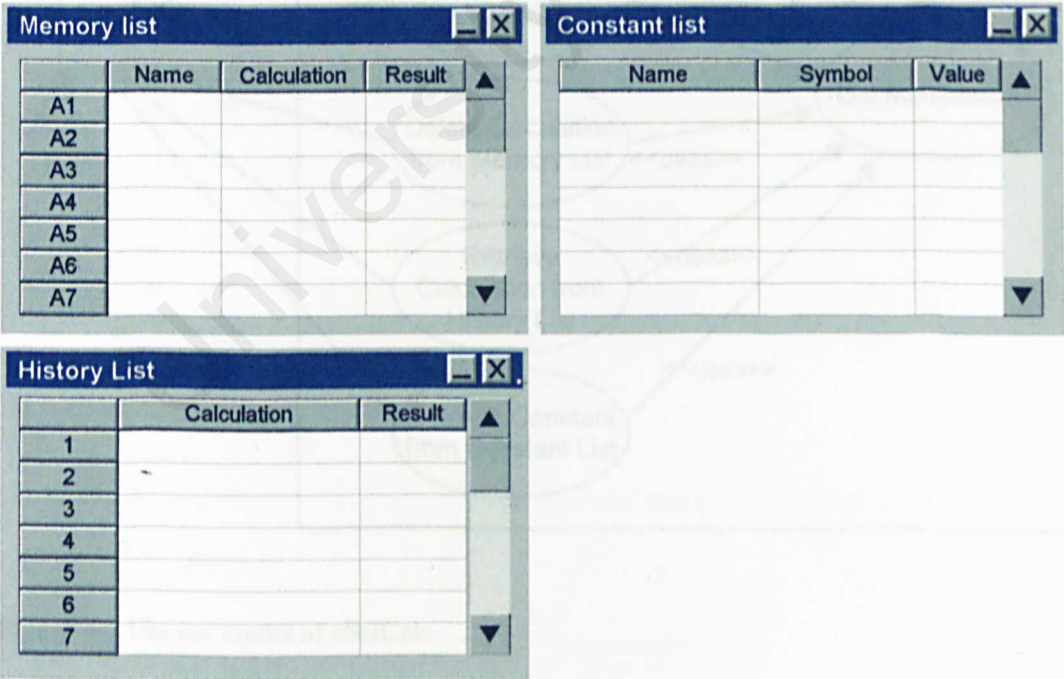 Memory list
Name Calculation Result
A1
A2
A3
A4
A5
A6
A7
Constant list
Name Symbol Value
History List
Calculation Result
1
2
3
4
5
6
7